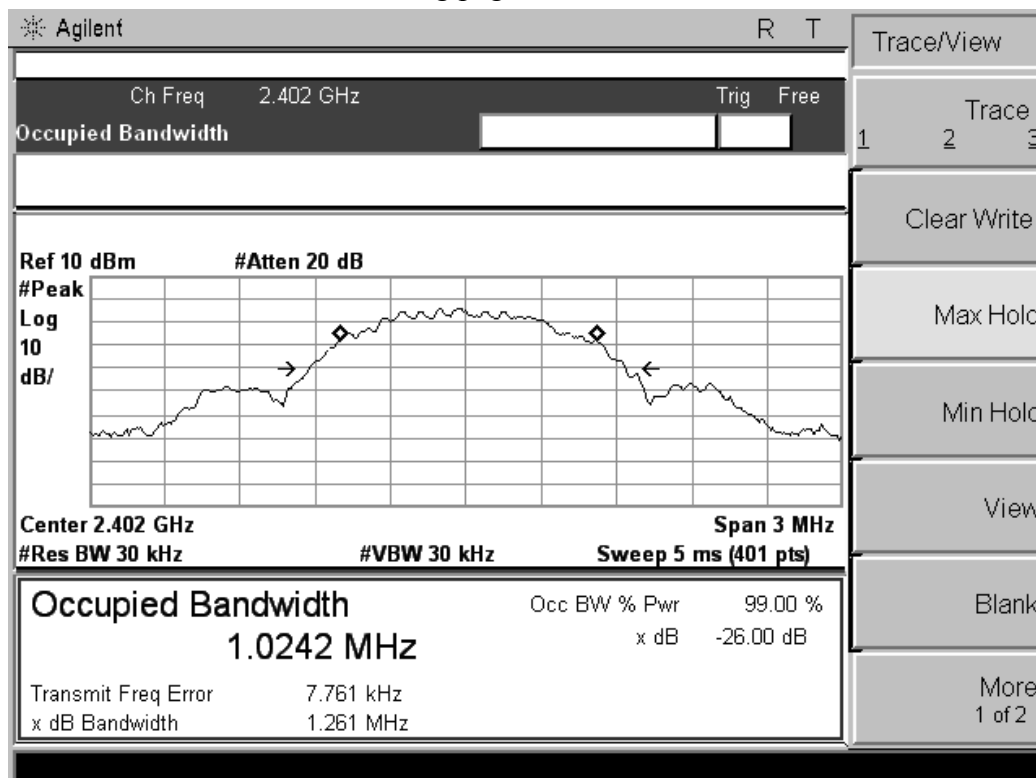 Agilent R T
Trace/View
Ch Freq 2.402 GHz Trig Free
Occupied Bandwidth
Trace
1 2 3
Clear Write
Max Hold
Min Hold
View
Blank
More
1 of 2
Ref 10 dBm #Atten 20 dB
#Peak
Log
10
dB/
Center 2.402 GHz Span 3 MHz
#Res BW 30 kHz #VBW 30 kHz Sweep 5 ms (401 pts)
Occupied Bandwidth Occ BW % Pwr 99.00 %
1.0242 MHz x dB -26.00 dB
Transmit Freq Error 7.761 kHz
x dB Bandwidth 1.261 MHz